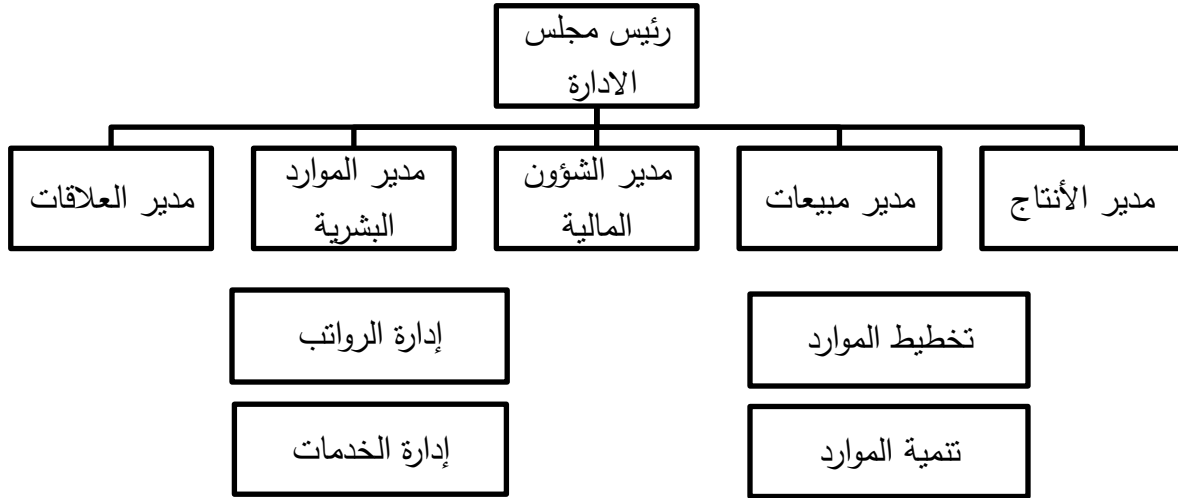 رئيس مجلس
الادارة
مدير الأنتاج
مدير مبيعات
مدير الشؤون
المالية
مدير الموارد
البشرية
مدير العلاقات
تخطيط الموارد
إدارة الرواتب
تنمية الموارد
إدارة الخدمات